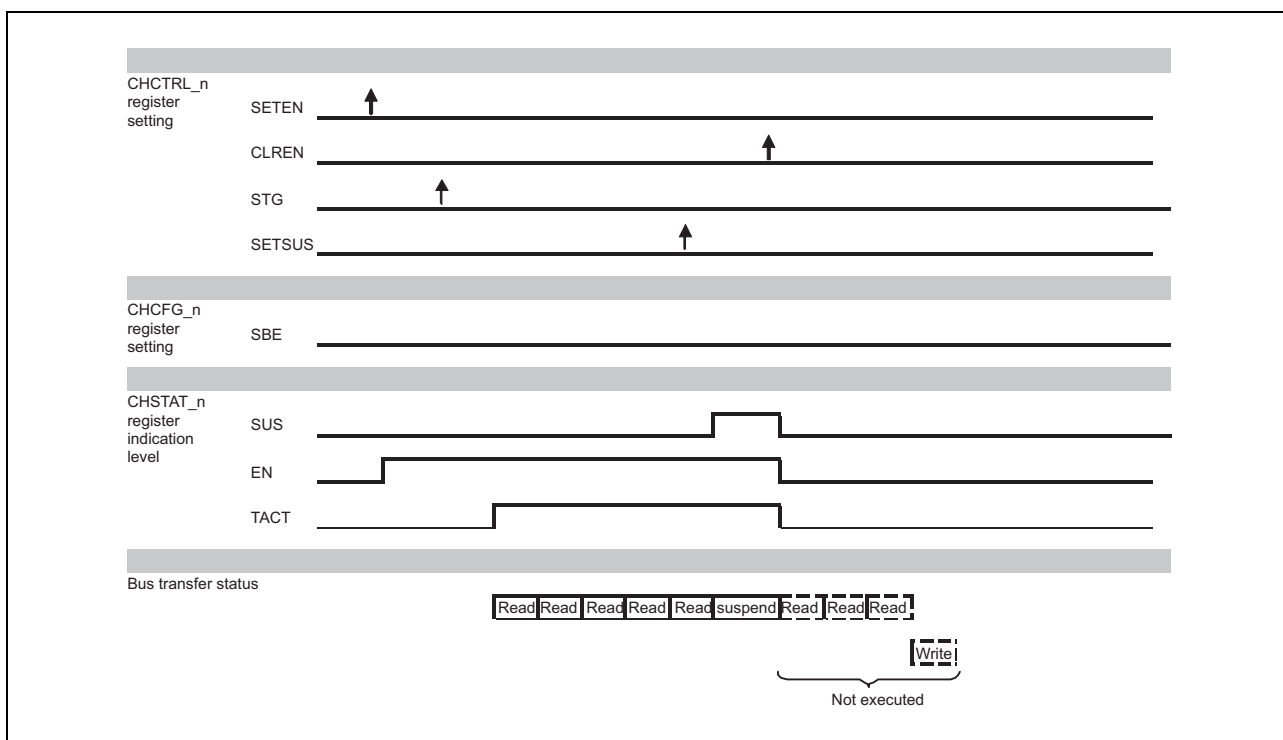 CHCTRL_n
register
setting
SETEN
CLREN
STG
SETSUS
CHCFG_n
register
setting
SBE
CHSTAT_n
register
indication
level
SUS
EN
TACT
Bus transfer status
Read Read Read Read Read suspend Read Read Read
Write
Not executed